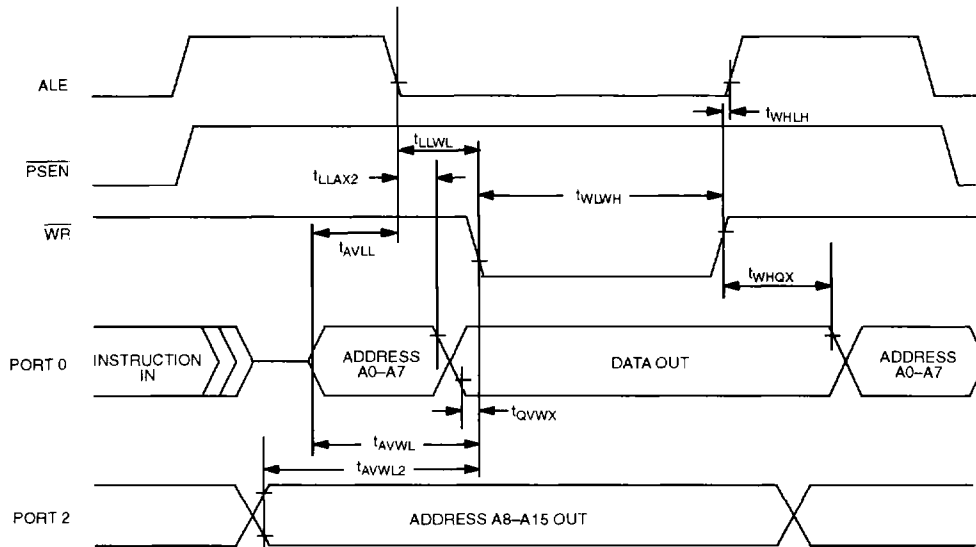 ALE
tWHLH
PSEN
tLLWL
tLLAX2
tWLWH
WR
tAVLL
tWHQX
PORT 0
INSTRUCTION
IN
ADDRESS
A0–A7
DATA OUT
ADDRESS
A0–A7
tQVWX
tAVWL
tAVWL2
PORT 2
ADDRESS A8–A15 OUT